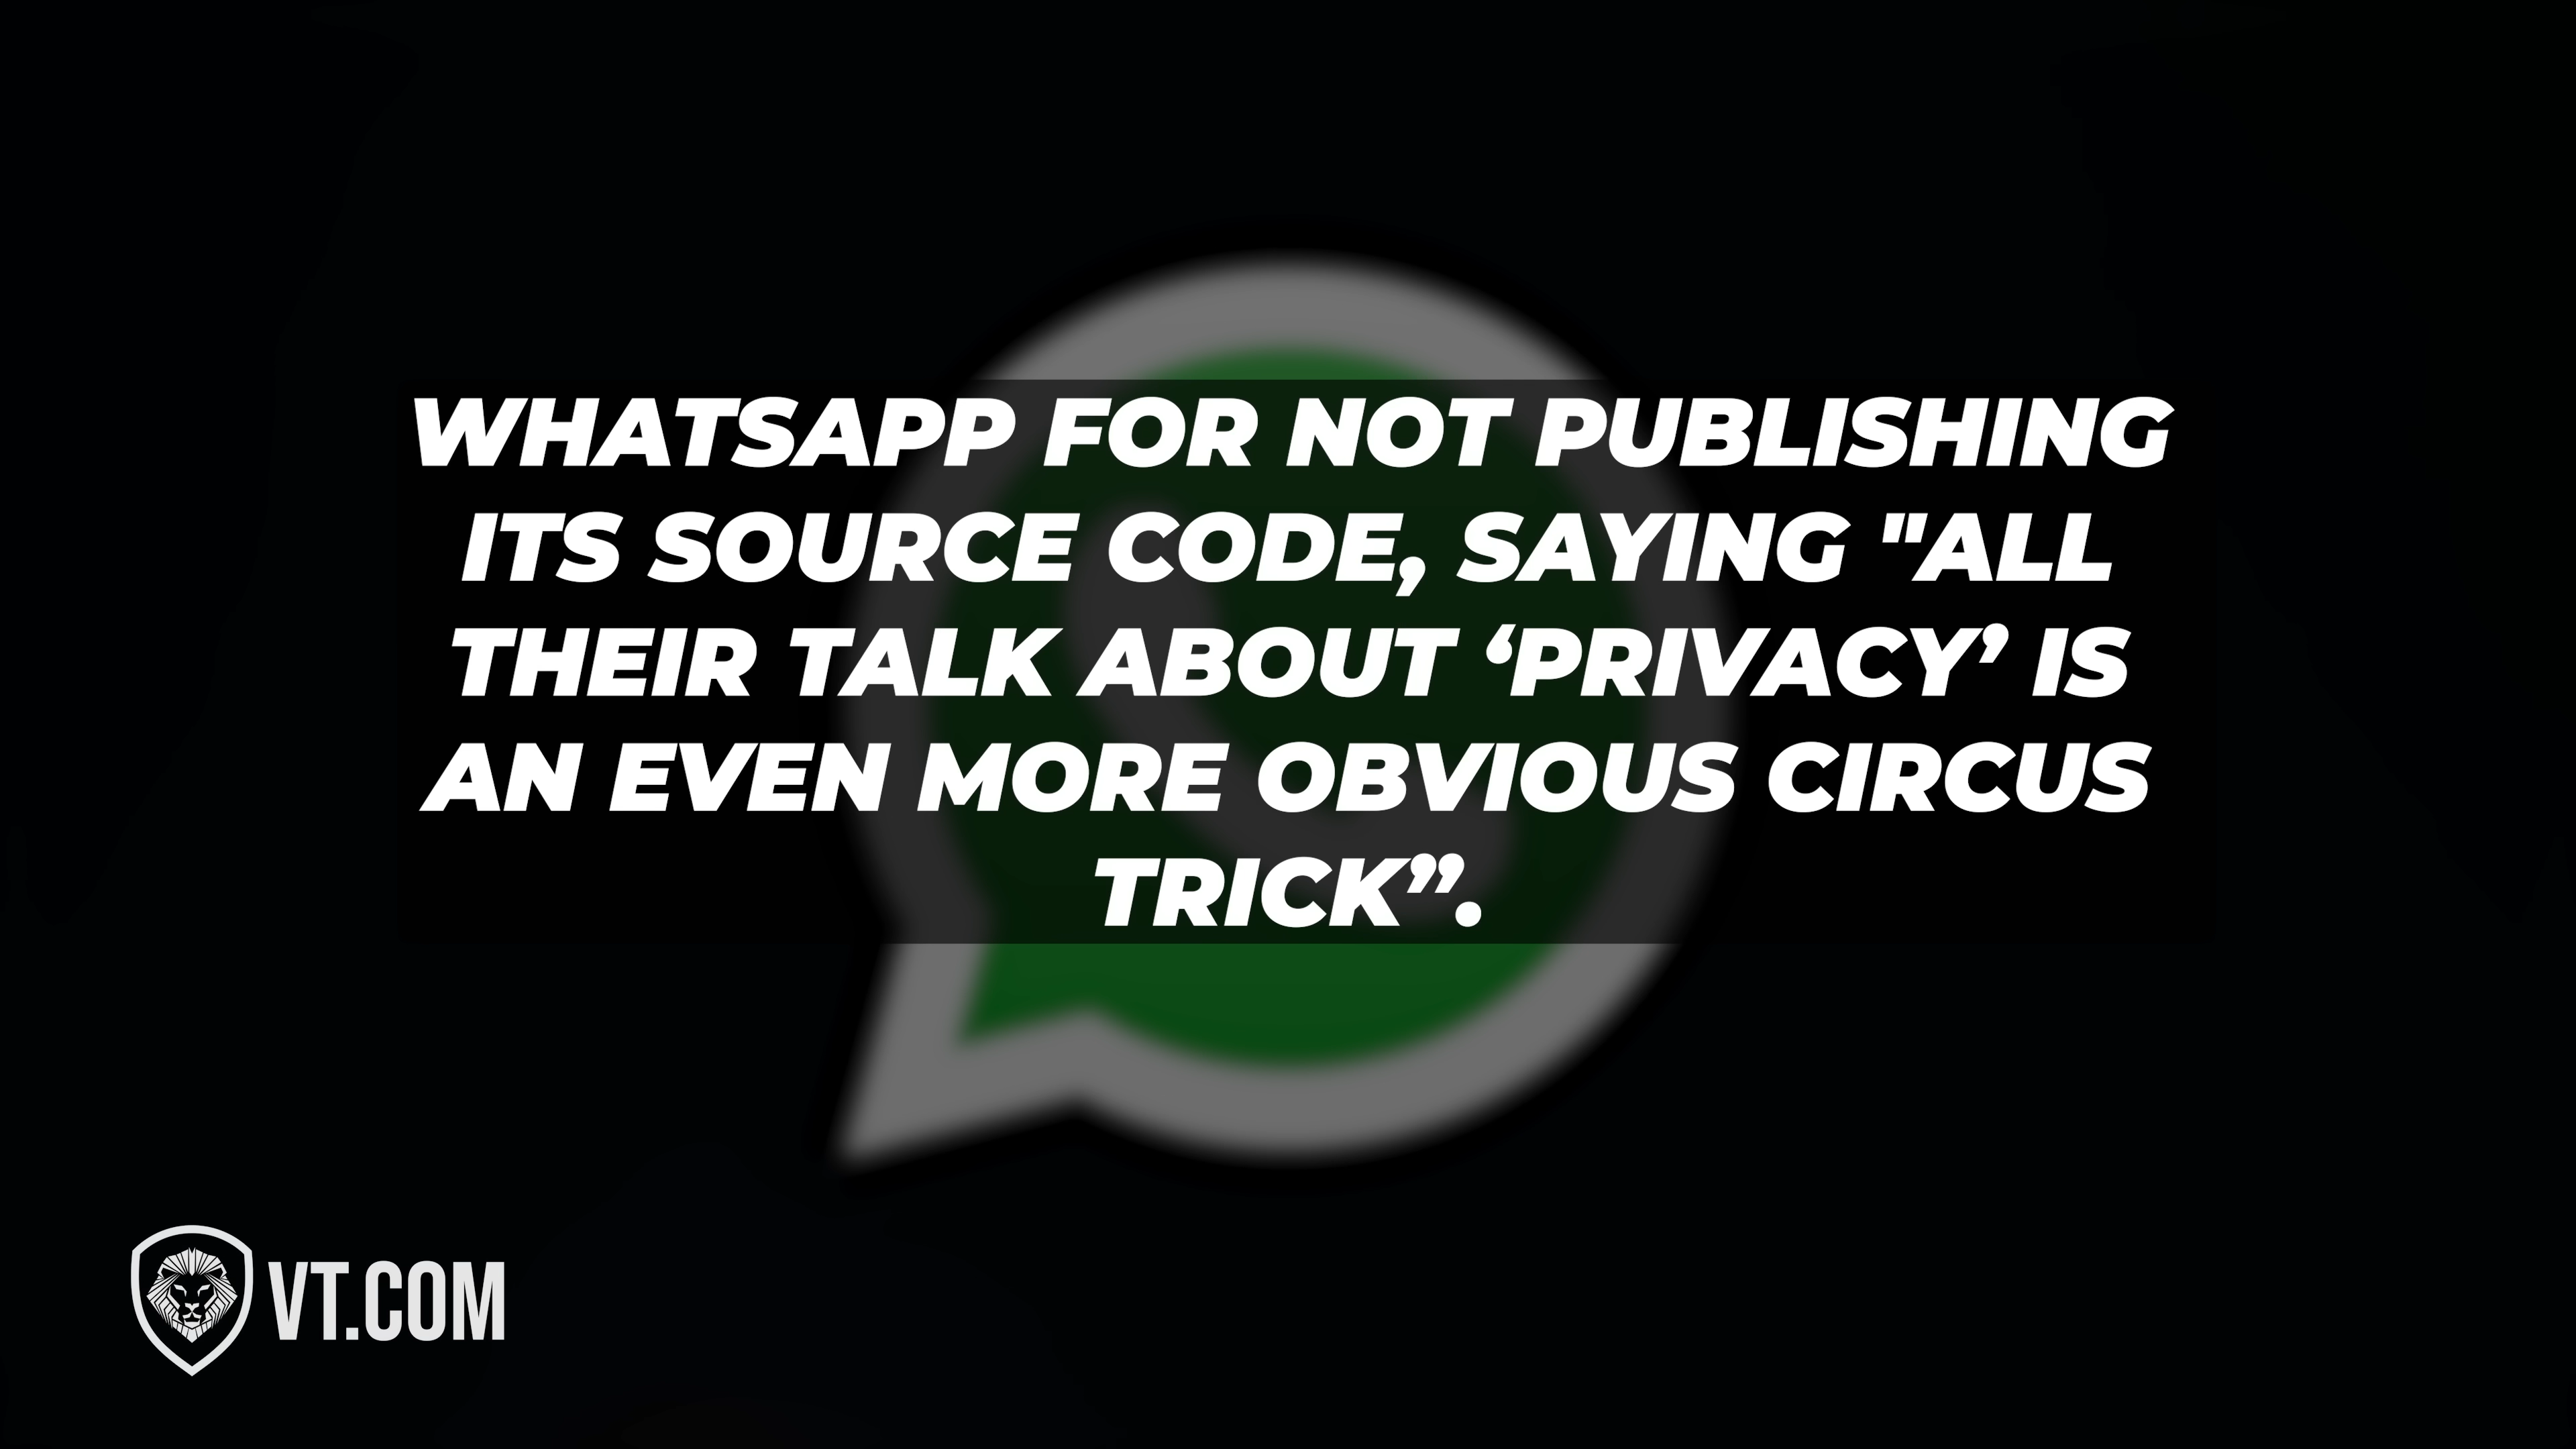 WHATSAPP FOR NOT PUBLISHING
ITS SOURCE CODE, SAYING "ALL
THEIR TALK ABOUT ‘PRIVACY’ IS
AN EVEN MORE OBVIOUS CIRCUS
TRICK”.
VT.COM